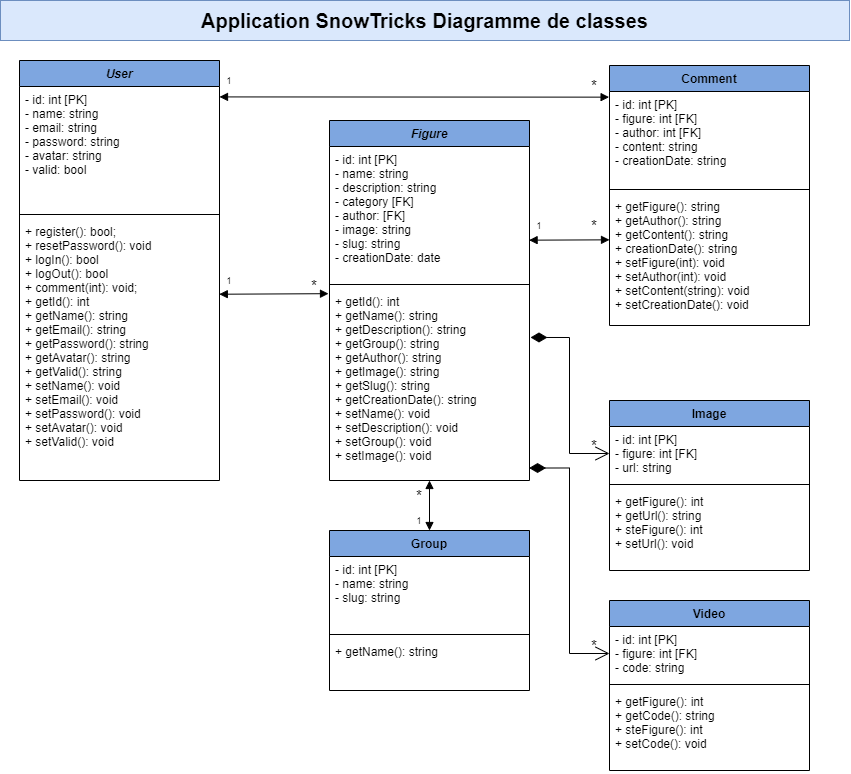 Application SnowTricks Diagramme de classes
User
- id: int [PK]
- name: string
- email: string
- password: string
- avatar: string
- valid: bool
+ register(): bool;
+ resetPassword(): void
+ logIn(): bool
+ logOut(): bool
+ comment(int): void;
+ getId(): int
+ getName(): string
+ getEmail(): string
+ getPassword(): string
+ getAvatar(): string
+ getValid(): string
+ setName(): void
+ setEmail(): void
+ setPassword(): void
+ setAvatar(): void
+ setValid(): void
1
*
1
*
Figure
- id: int [PK]
- name: string
- description: string
- category [FK]
- author: [FK]
- image: string
- slug: string
- creationDate: date
+ getId(): int
+ getName(): string
+ getDescription(): string
+ getGroup(): string
+ getAuthor(): string
+ getImage(): string
+ getSlug(): string
+ getCreationDate(): string
+ setName(): void
+ setDescription(): void
+ setGroup(): void
+ setImage(): void
1
*
*
1
Group
- id: int [PK]
- name: string
- slug: string
+ getName(): string
Comment
- id: int [PK]
- figure: int [FK]
- author: int [FK]
- content: string
- creationDate: string
+ getFigure(): string
+ getAuthor(): string
+ getContent(): string
+ creationDate(): string
+ setFigure(int): void
+ setAuthor(int): void
+ setContent(string): void
+ setCreationDate(): void
*
Image
- id: int [PK]
- figure: int [FK]
- url: string
+ getFigure(): int
+ getUrl(): string
+ steFigure(): int
+ setUrl(): void
*
Video
- id: int [PK]
- figure: int [FK]
- code: string
+ getFigure(): int
+ getCode(): string
+ steFigure(): int
+ setCode(): void